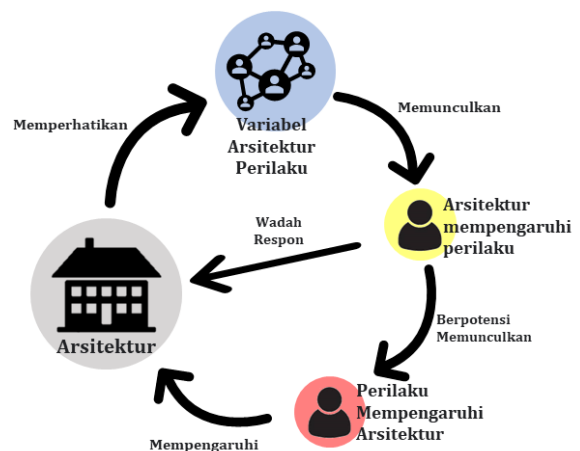 Memperhatikan
Variabel
Arsitektur
Perilaku
Memunculkan
Arsitektur
mempengaruhi
perilaku
Wadah
Respon
Arsitektur
Berpotensi
Memunculkan
Perilaku
Mempengaruhi
Arsitektur
Mempengaruhi